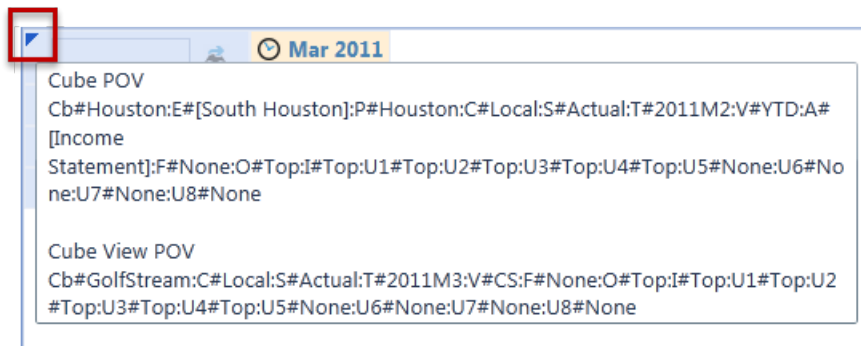 Mar 2011
Cube POV
Cb#Houston:E#[South Houston]:P#Houston:C#Local:S#Actual:T#2011M2:V#YTD:A#
[Income
Statement]:F#None:O#Top:I#Top:U1#Top:U2#Top:U3#Top:U4#Top:U5#None:U6#No
ne:U7#None:U8#None
Cube View POV
Cb#GolfStream:C#Local:S#Actual:T#2011M3:V#CS:F#None:O#Top:I#Top:U1#Top:U2
#Top:U3#Top:U4#Top:U5#None:U6#None:U7#None:U8#None